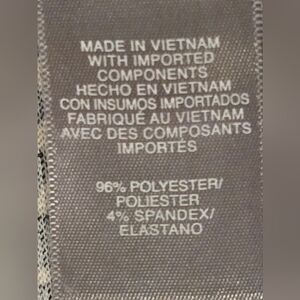 MADE IN VIETNAM
WITH IMPORTED
COMPONENTS
HECHO EN VIETNAM
CON INSUMOS IMPORTADOS
FABRIQUÉ AU VIETNAM
AVEC DES COMPOSANTS
IMPORTÉS
96% POLYESTER/
POLIESTER
4% SPANDEX/
ELASTANO